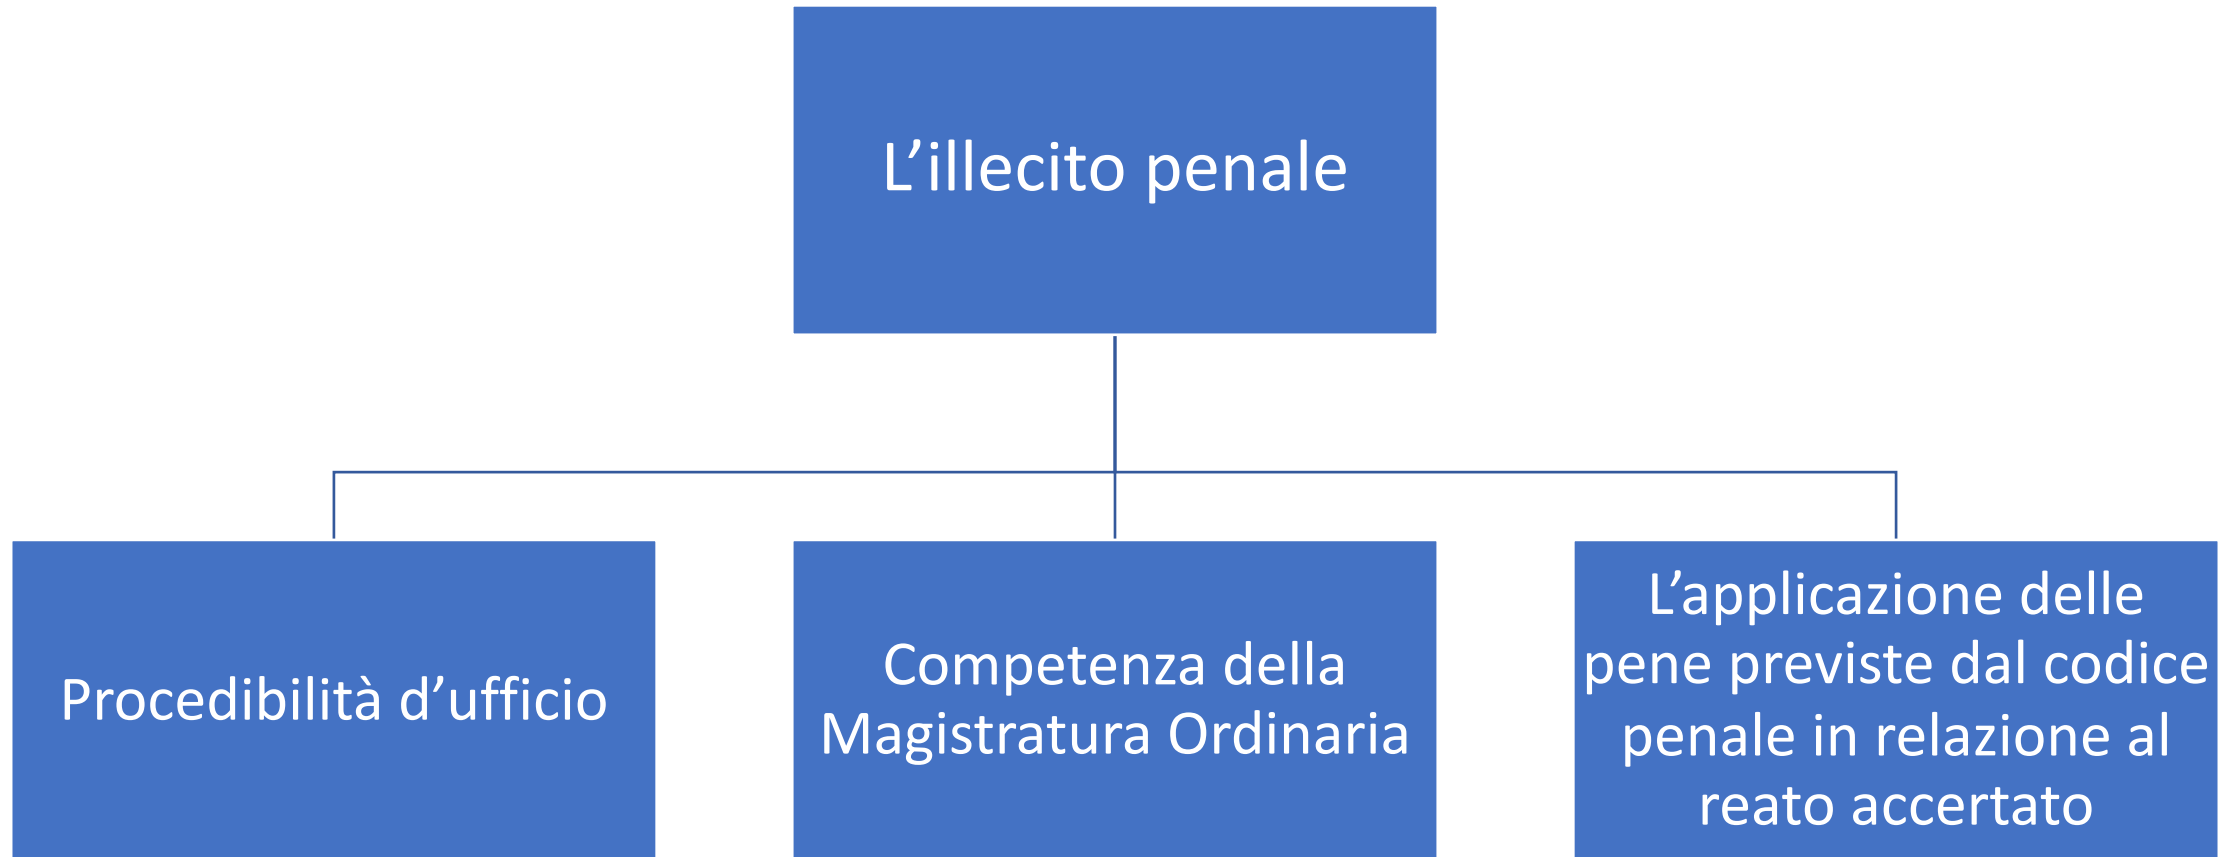 L’illecito penale
Procedibilità d’ufficio
Competenza della
Magistratura Ordinaria
L’applicazione delle
pene previste dal codice
penale in relazione al
reato accertato